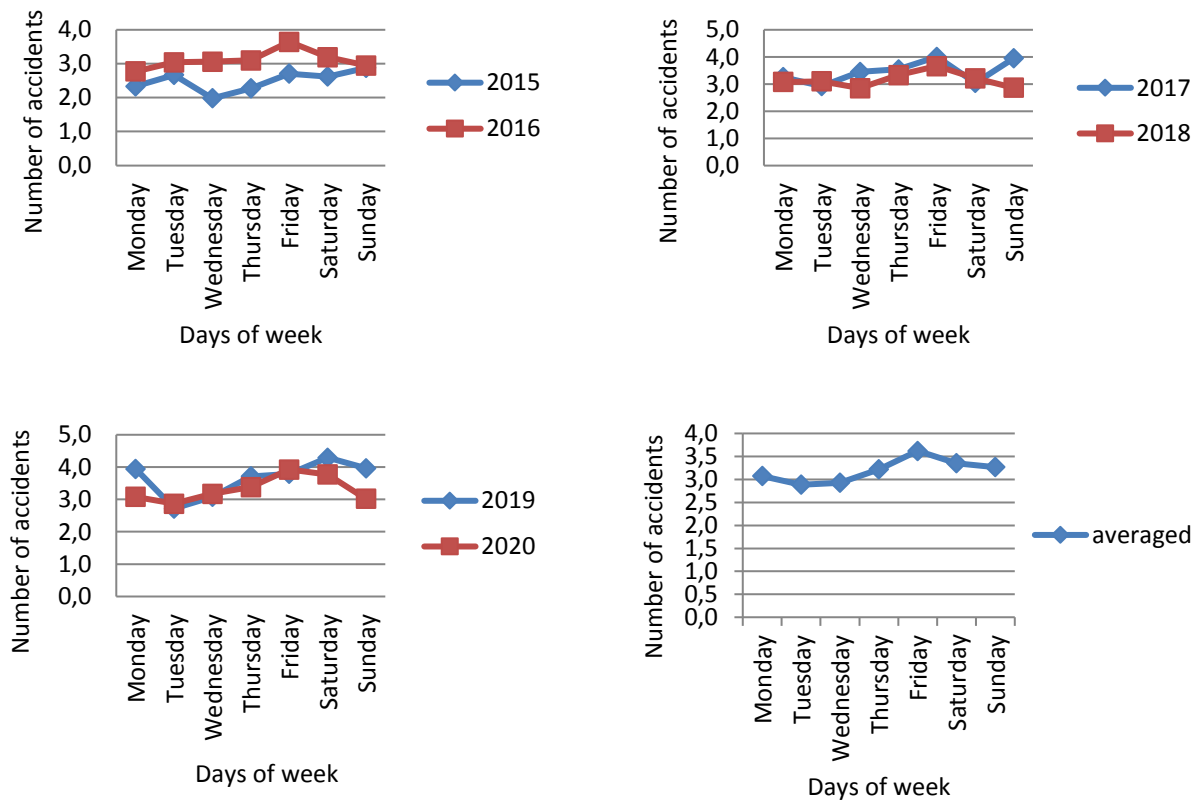 Number of accidents
4,0
3,0
2,0
1,0
0,0
Monday
Tuesday
Wednesday
Thursday
Friday
Saturday
Sunday
Days of week
2015
2016
Number of accidents
5,0
4,0
3,0
2,0
1,0
0,0
Monday
Tuesday
Wednesday
Thursday
Friday
Saturday
Sunday
Days of week
2017
2018
Number of accidents
5,0
4,0
3,0
2,0
1,0
0,0
Monday
Tuesday
Wednesday
Thursday
Friday
Saturday
Sunday
Days of week
2019
2020
Number of accidents
4,0
3,5
3,0
2,5
2,0
1,5
1,0
0,5
0,0
Monday
Tuesday
Wednesday
Thursday
Friday
Saturday
Sunday
Days of week
averaged